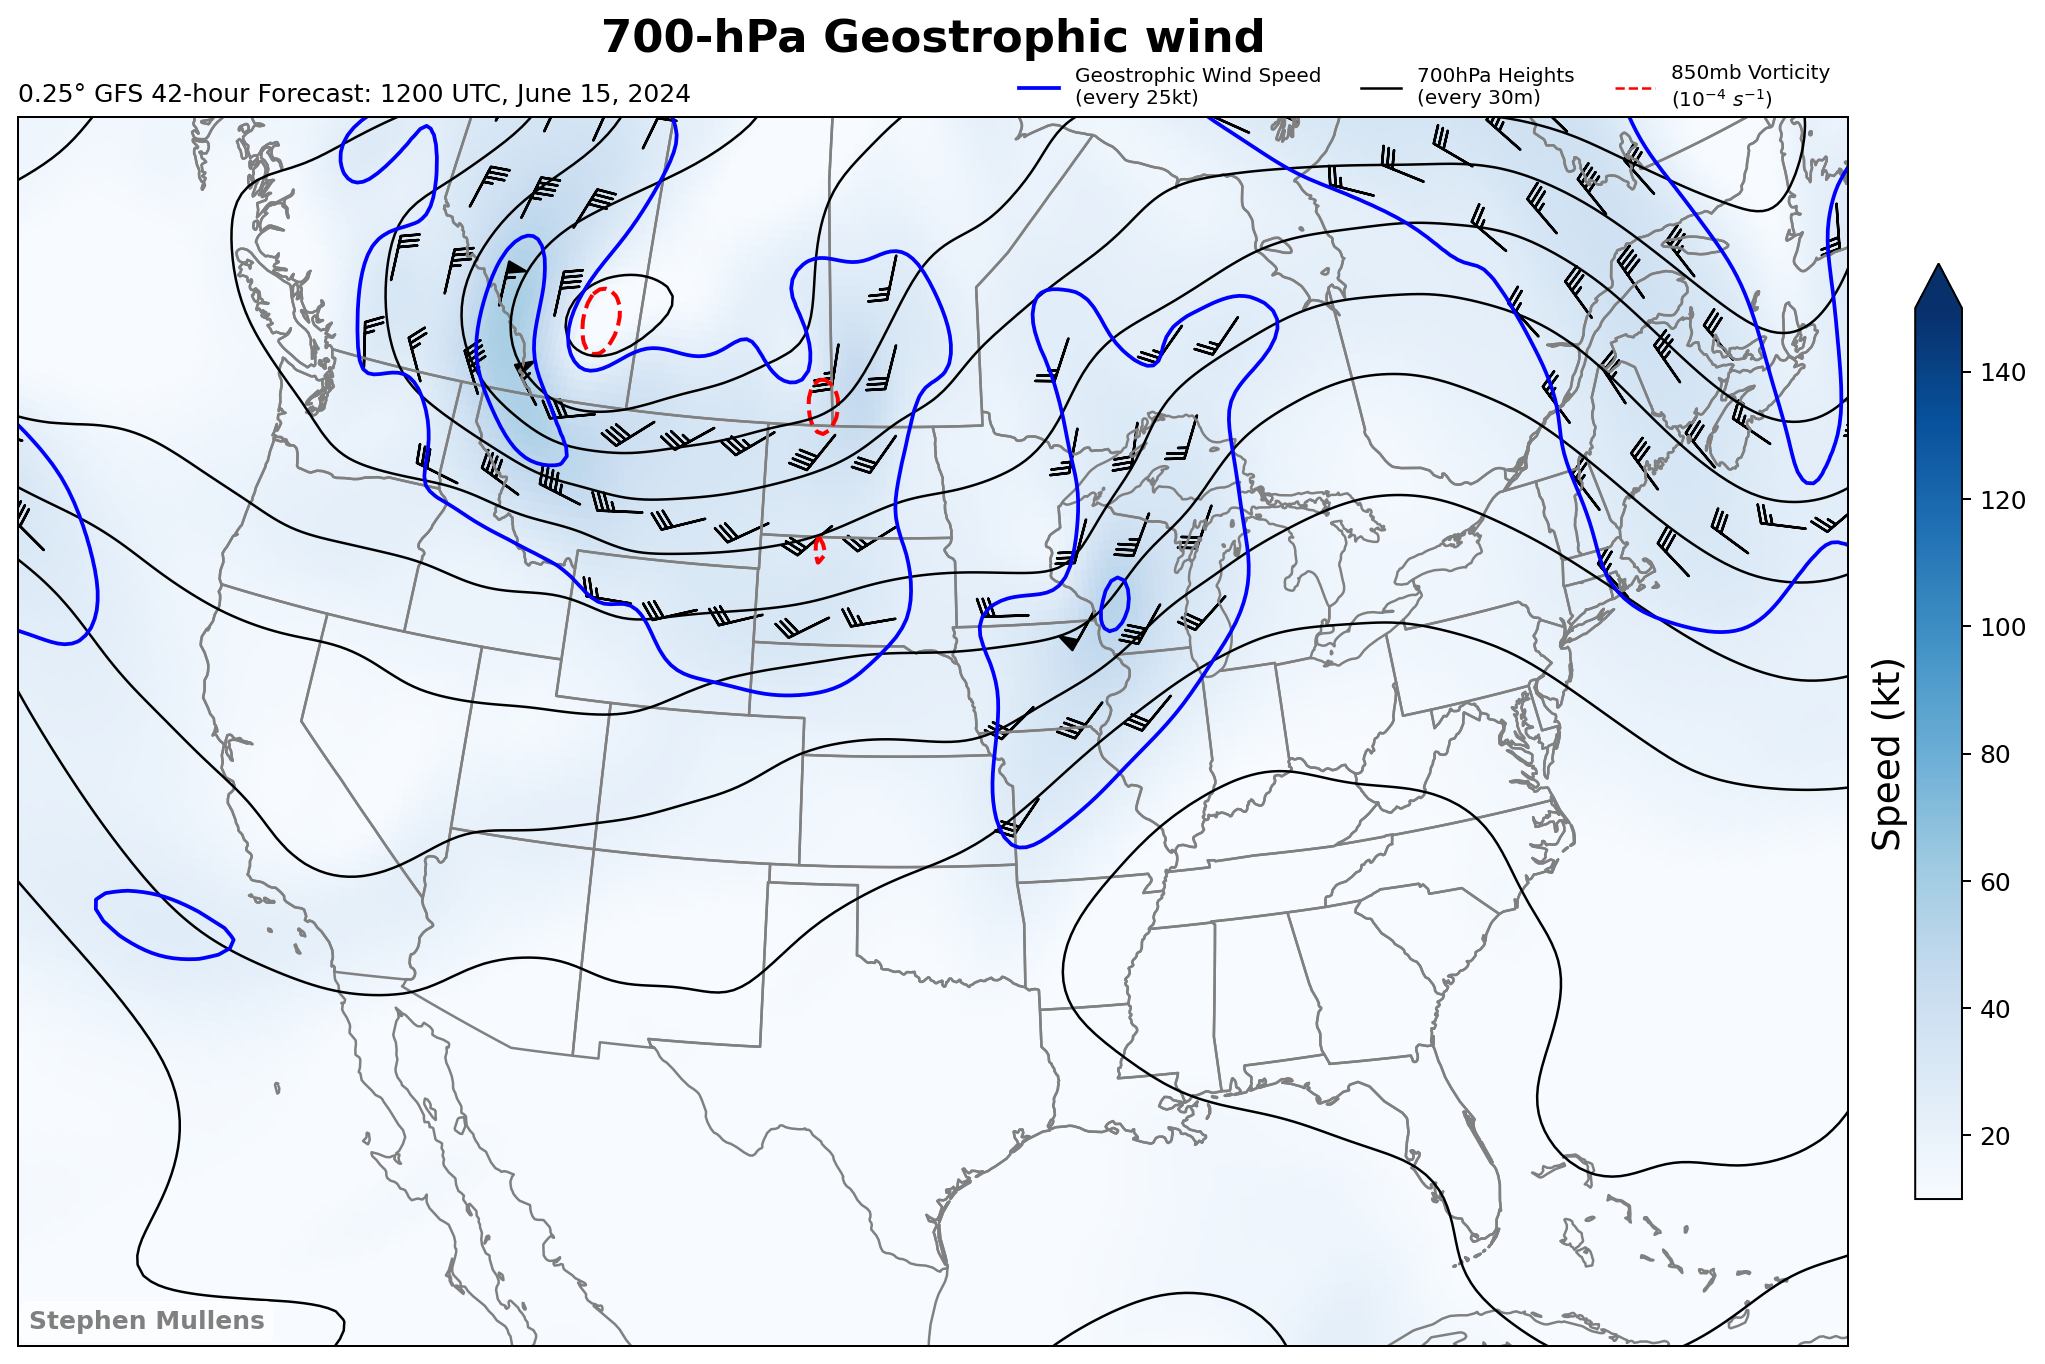 700-hPa Geostrophic wind
0.25° GFS 42-hour Forecast: 1200 UTC, June 15, 2024
Geostrophic Wind Speed
(every 25kt)
700hPa Heights
(every 30m)
850mb Vorticity
(10⁻⁴ s⁻¹)
140
120
100
80
60
40
20
Speed (kt)
Stephen Mullens